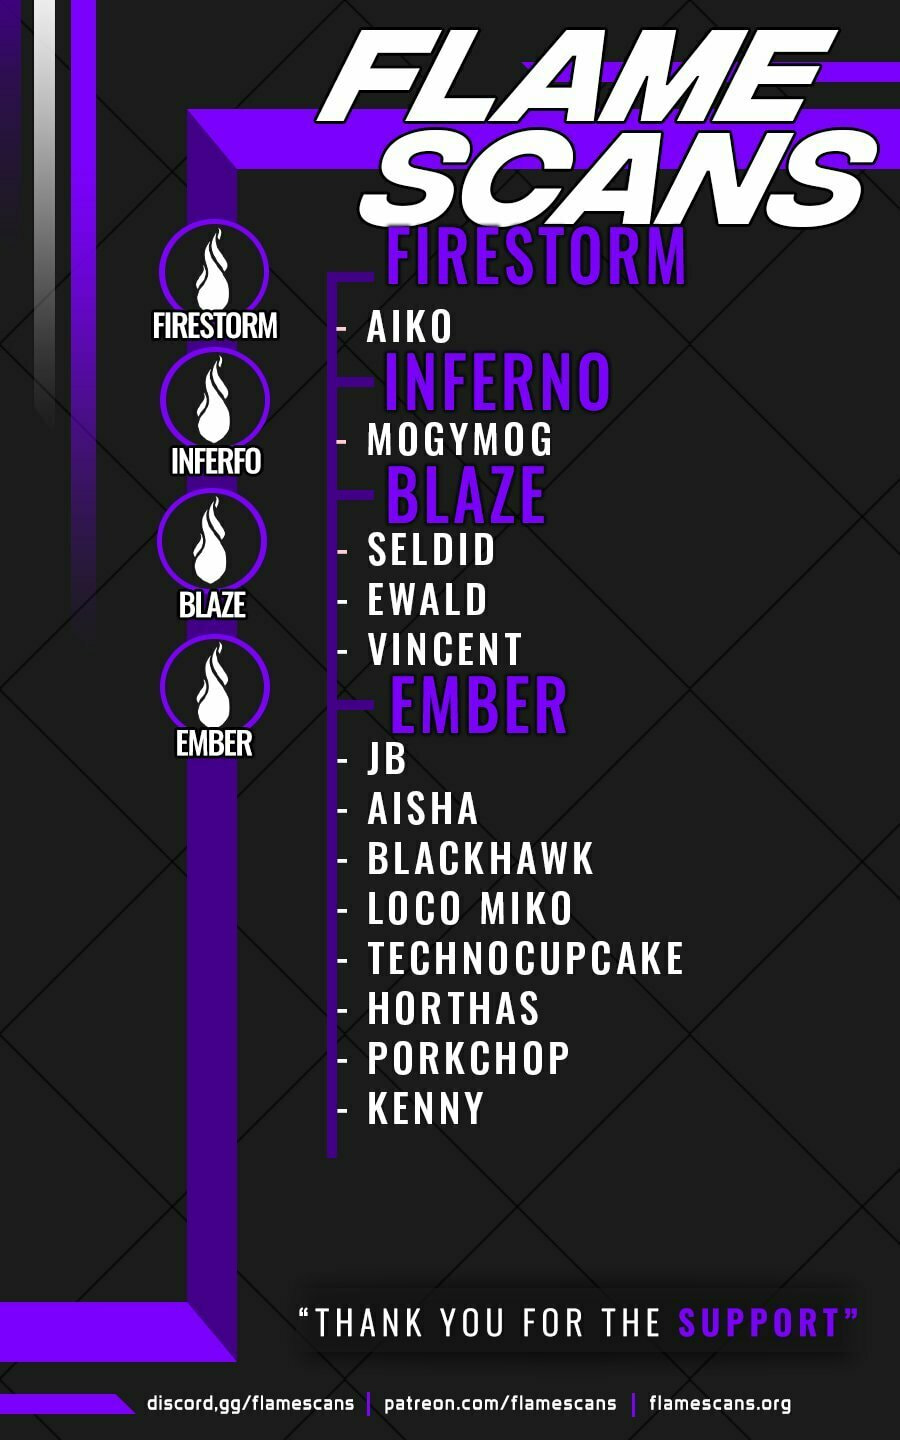 FLAME
SCANS
FIRESTORM
FIRESTORM
- AIKO
INFERNO
INFERFO
- MOGYMOG
BLAZE
BLAZE
- SELDID
- EWALD
- VINCENT
EMBER
EMBER
- JB
- AISHA
- BLACKHAWK
- LOCO MIKO
- TECHNOCUPCAKE
- HORTHAS
- PORKCHOP
- KENNY
“THANK YOU FOR THE SUPPORT”
discord,gg/flamescans | patreon.com/flamescans | flamescans.org